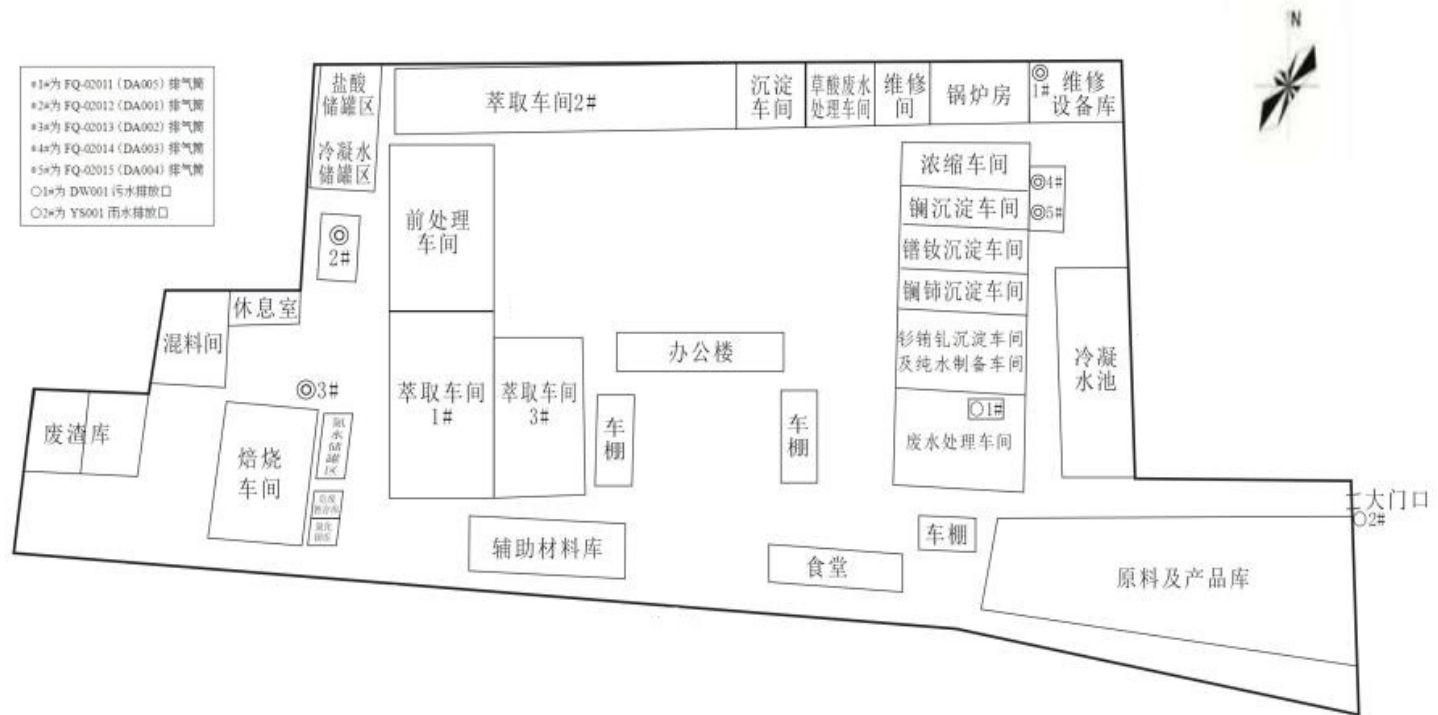 N
◎1#为 FQ-02011（DA005）排气筒
◎2#为 FQ-02012（DA001）排气筒
◎3#为 FQ-02013（DA002）排气筒
◎4#为 FQ-02014（DA003）排气筒
◎5#为 FQ-02015（DA004）排气筒
○1#为 DW001 污水排放口
○2#为 YS001 雨水排放口
盐酸
储罐区
冷凝水
储罐区
萃取车间2#
沉淀
车间
草酸废水
处理车间
维修
间
锅炉房
◎
1#
维修
设备库
浓缩车间
◎4#
镧沉淀车间
◎5#
镨钕沉淀车间
镧铈沉淀车间
钐铕钆沉淀车间
及纯水制备车间
○1#
废水处理车间
冷凝
水池
前处理
车间
◎
2#
休息室
混料间
◎3#
废渣库
焙烧
车间
氨水储罐区
萃取车间
1#
萃取车间
3#
办公楼
车棚
车棚
辅助材料库
食堂
车棚
大门口
○2#
原料及产品库